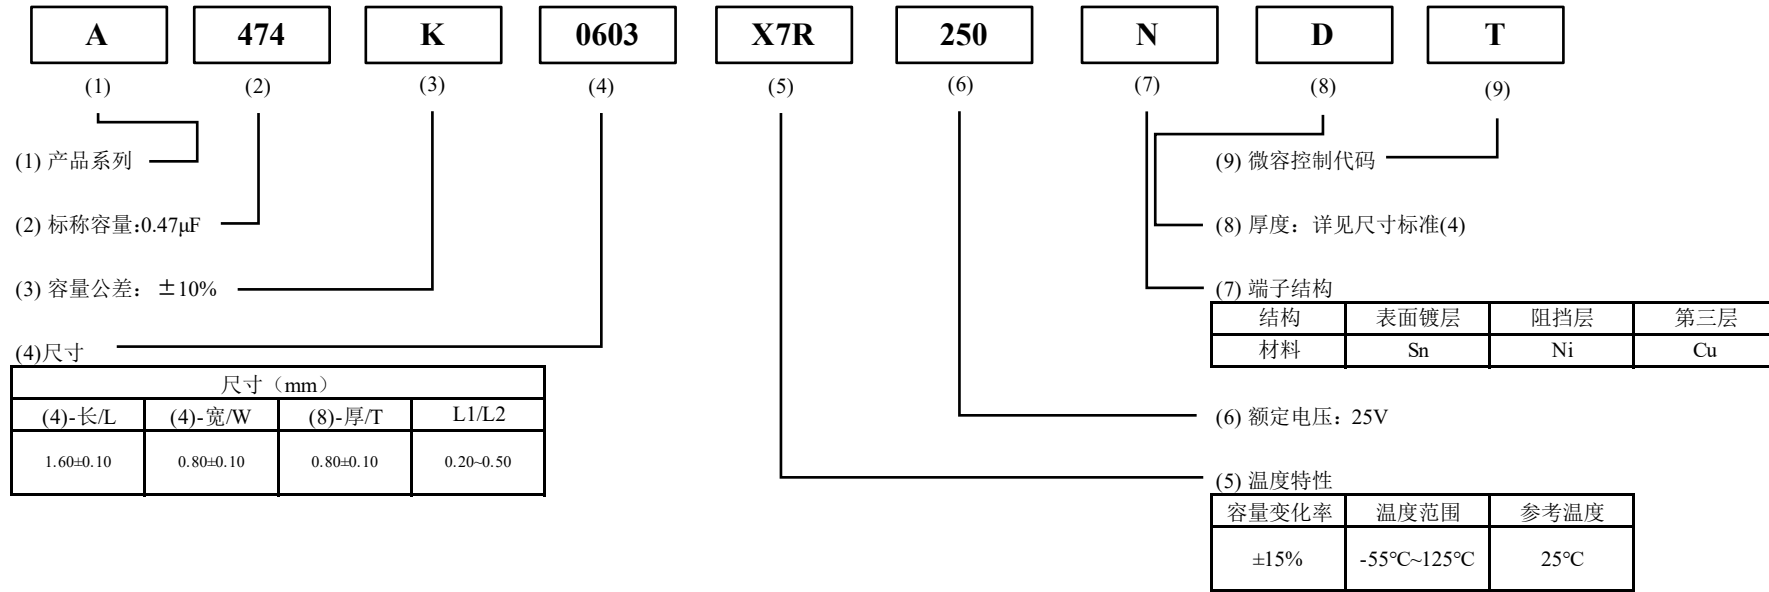 A 474 K 0603 X7R 250 N D T
(1) (2) (3) (4) (5) (6) (7) (8) (9)
(1) 产品系列
(2) 标称容量:0.47μF
(3) 容量公差： ±10%
(4)尺寸
尺寸（mm）
(4)-长/L (4)-宽/W (8)-厚/T L1/L2
1.60±0.10 0.80±0.10 0.80±0.10 0.20~0.50
(9) 微容控制代码
(8) 厚度：详见尺寸标准(4)
(7) 端子结构
结构 表面镀层 阻挡层 第三层
材料 Sn Ni Cu
(6) 额定电压：25V
(5) 温度特性
容量变化率 温度范围 参考温度
±15% -55℃~125℃ 25℃